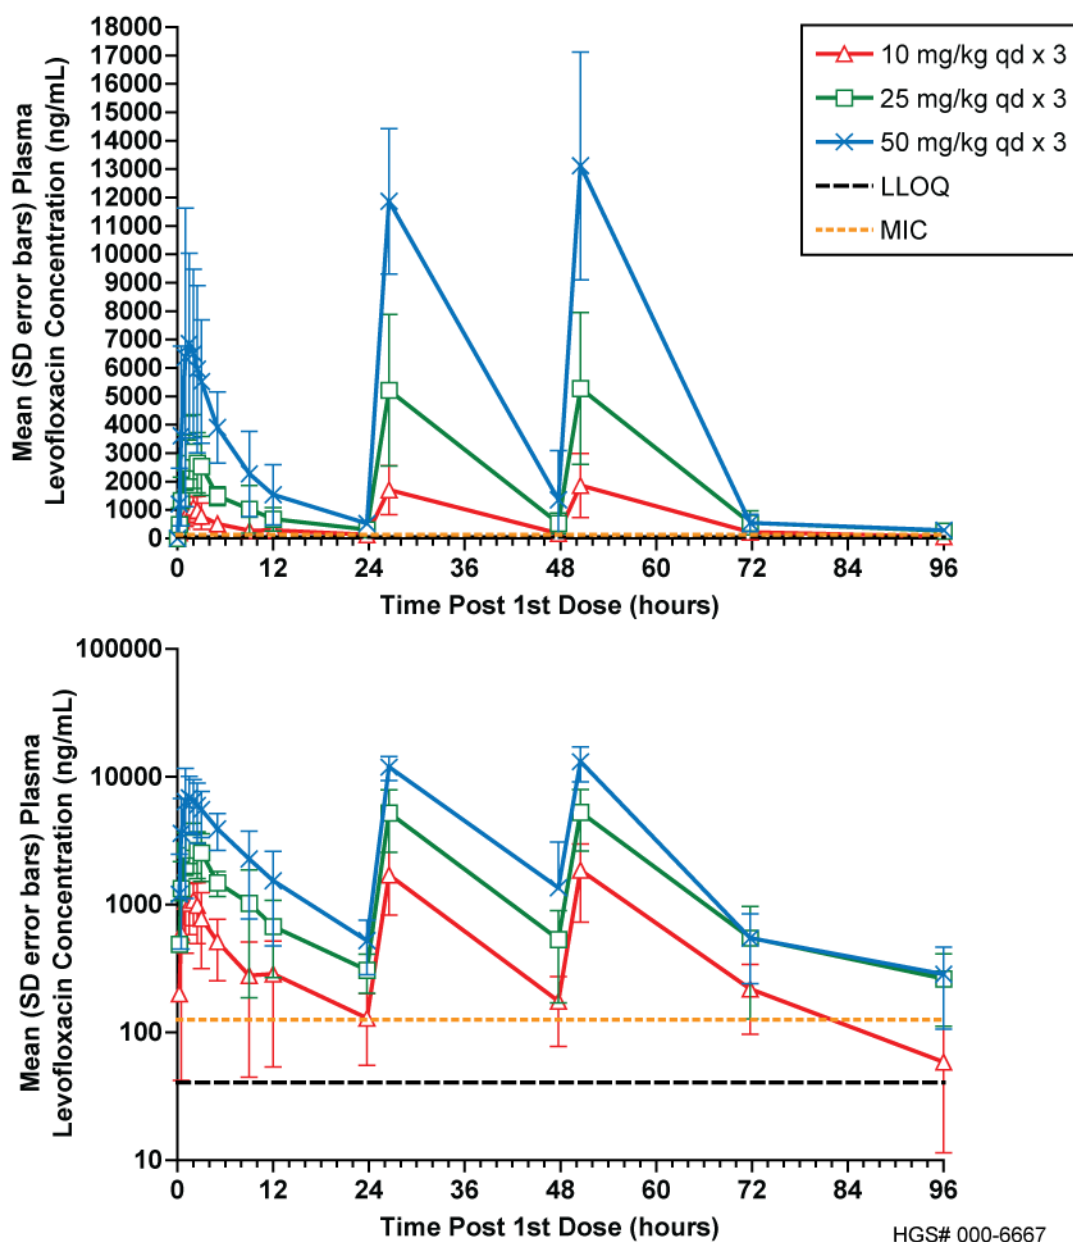 18000
17000
16000
15000
14000
13000
12000
11000
10000
9000
8000
7000
6000
5000
4000
3000
2000
1000
0
Mean (SD error bars) Plasma
Levofloxacin Concentration (ng/mL)
10 mg/kg qd x 3
25 mg/kg qd x 3
50 mg/kg qd x 3
LLOQ
MIC
0 12 24 36 48 60 72 84 96
Time Post 1st Dose (hours)
100000
10000
1000
100
10
Mean (SD error bars) Plasma
Levofloxacin Concentration (ng/mL)
0 12 24 36 48 60 72 84 96
Time Post 1st Dose (hours)
HGS# 000-6667